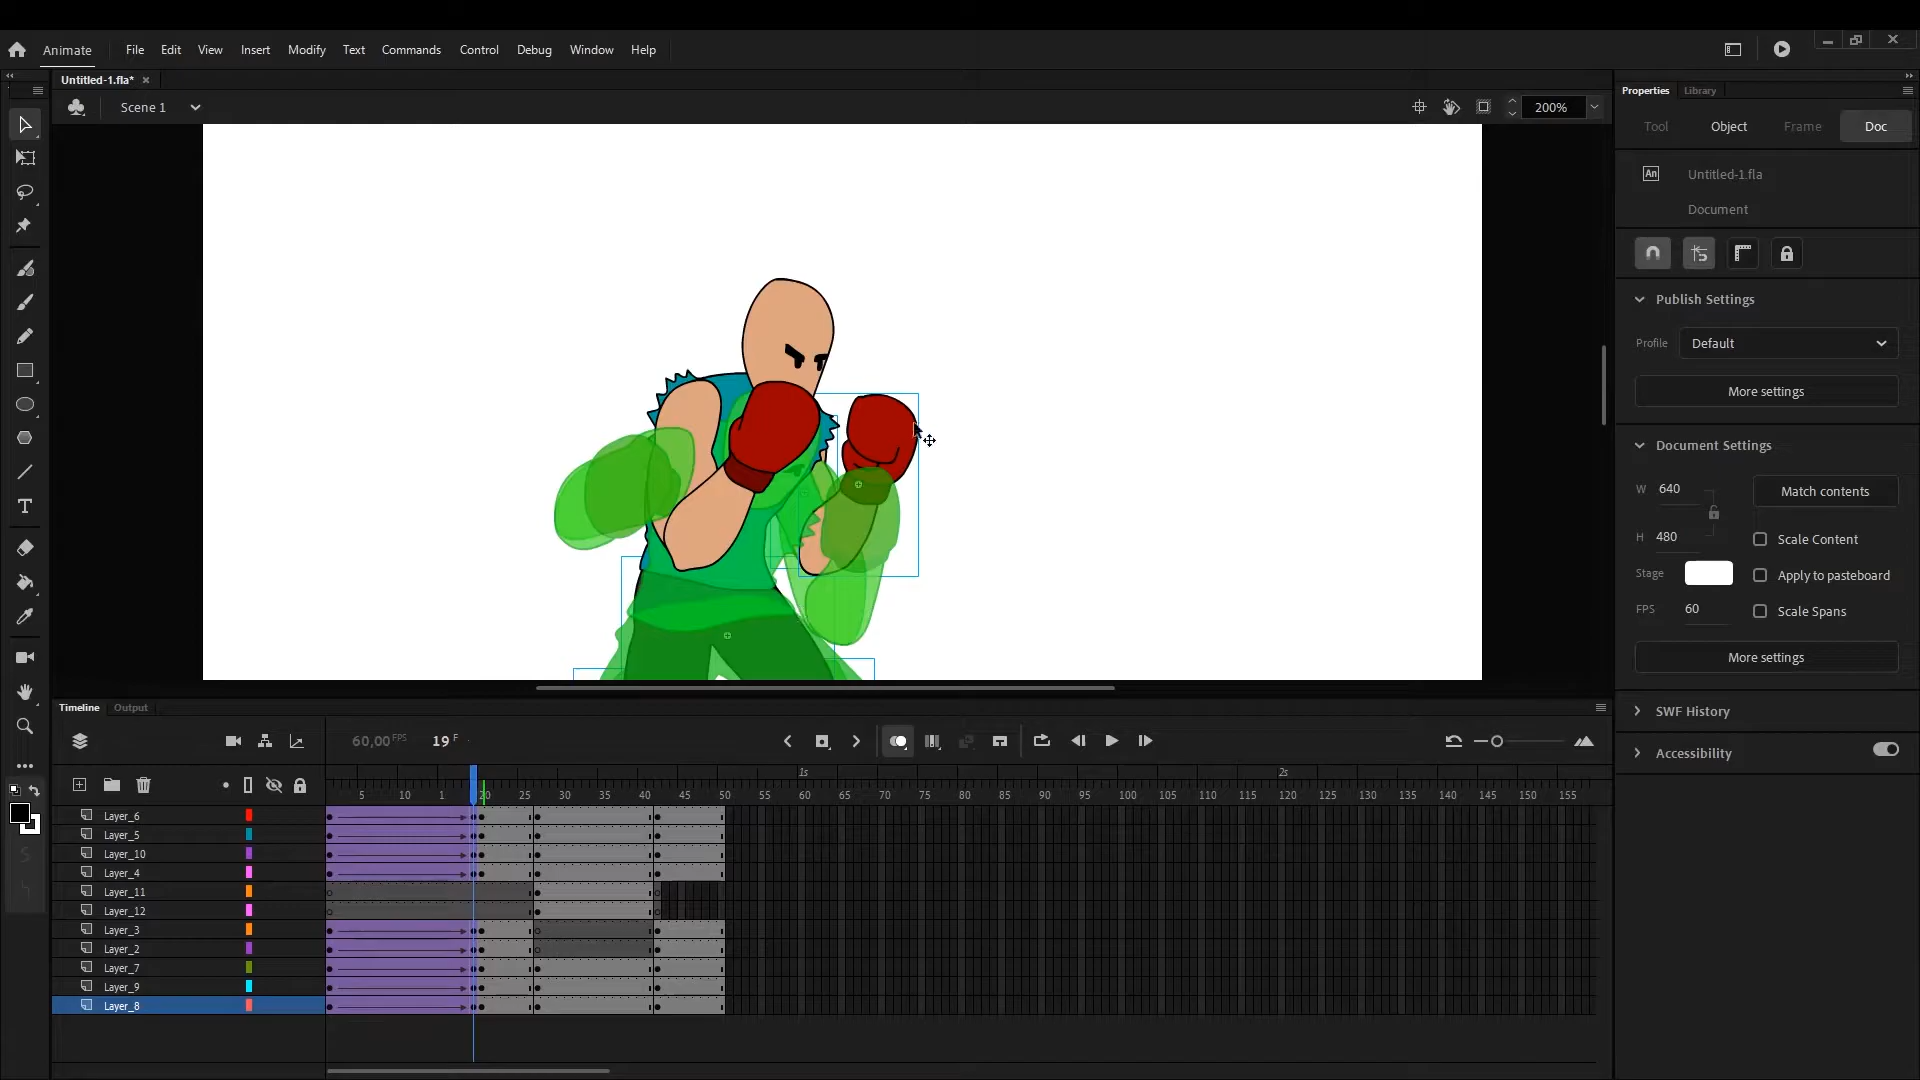 Animate File Edit View Insert Modify Text Commands Control Debug Window Help
Untitled-1.fla*
Scene 1
200%
Properties Library
Tool Object Frame Doc
An Untitled-1.fla
Document
Publish Settings
Profile Default
More settings
Document Settings
W 640 Match contents
H 480 Scale Content
Stage Apply to pasteboard
FPS 60 Scale Spans
More settings
SWF History
Accessibility
Timeline Output
60,00 FPS 19 F
1s 2s
5 10 1 20 25 30 35 40 45 50 55 60 65 70 75 80 85 90 95 100 105 110 115 120 125 130 135 140 145 150 155
Layer_6
Layer_5
Layer_10
Layer_4
Layer_11
Layer_12
Layer_3
Layer_2
Layer_7
Layer_9
Layer_8